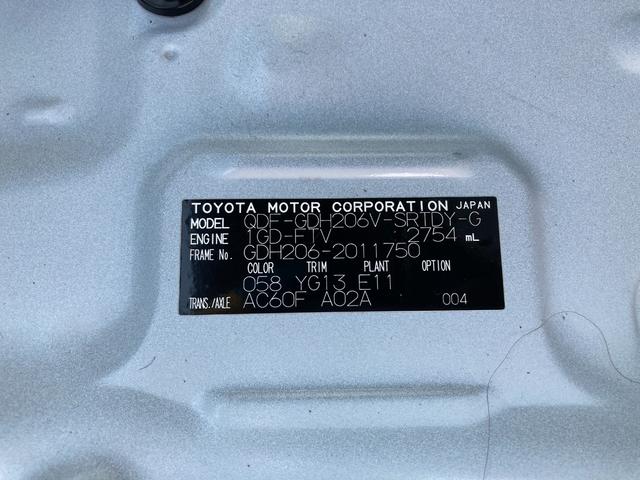 TOYOTA MOTOR CORPORATION JAPAN
MODEL QDF-GDH206V-SRTDY-G
ENGINE 1GD-FTV 2754 mL
FRAME No. GDH206-2011750
COLOR TRIM PLANT OPTION
058 YG13 E11
TRANS./AXLE AC60F A02A 004